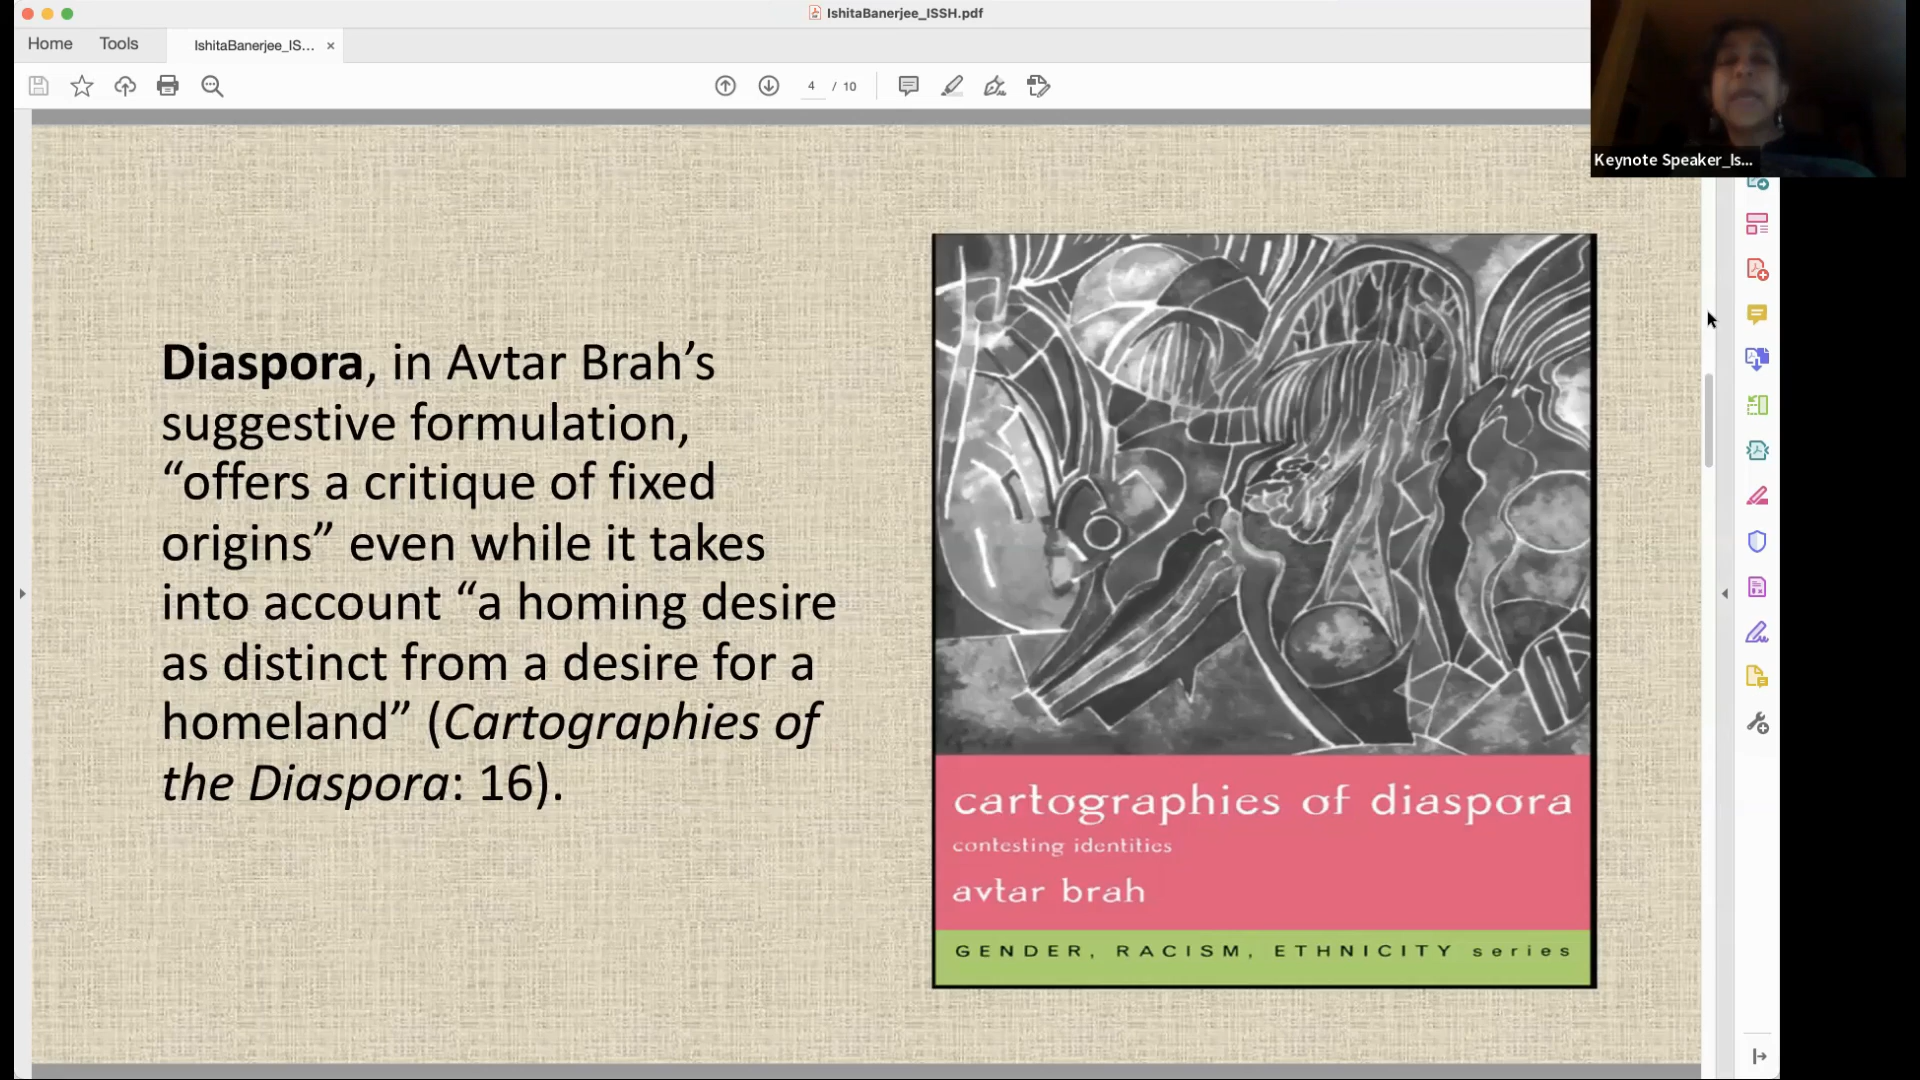 IshitaBanerjee_ISSH.pdf
Home
Tools
IshitaBanerjee_IS...
4 / 10
Keynote Speaker_Is...
Diaspora, in Avtar Brah’s
suggestive formulation,
“offers a critique of fixed
origins” even while it takes
into account “a homing desire
as distinct from a desire for a
homeland” (Cartographies of
the Diaspora: 16).
cartographies of diaspora
contesting identities
avtar brah
GENDER, RACISM, ETHNICITY series